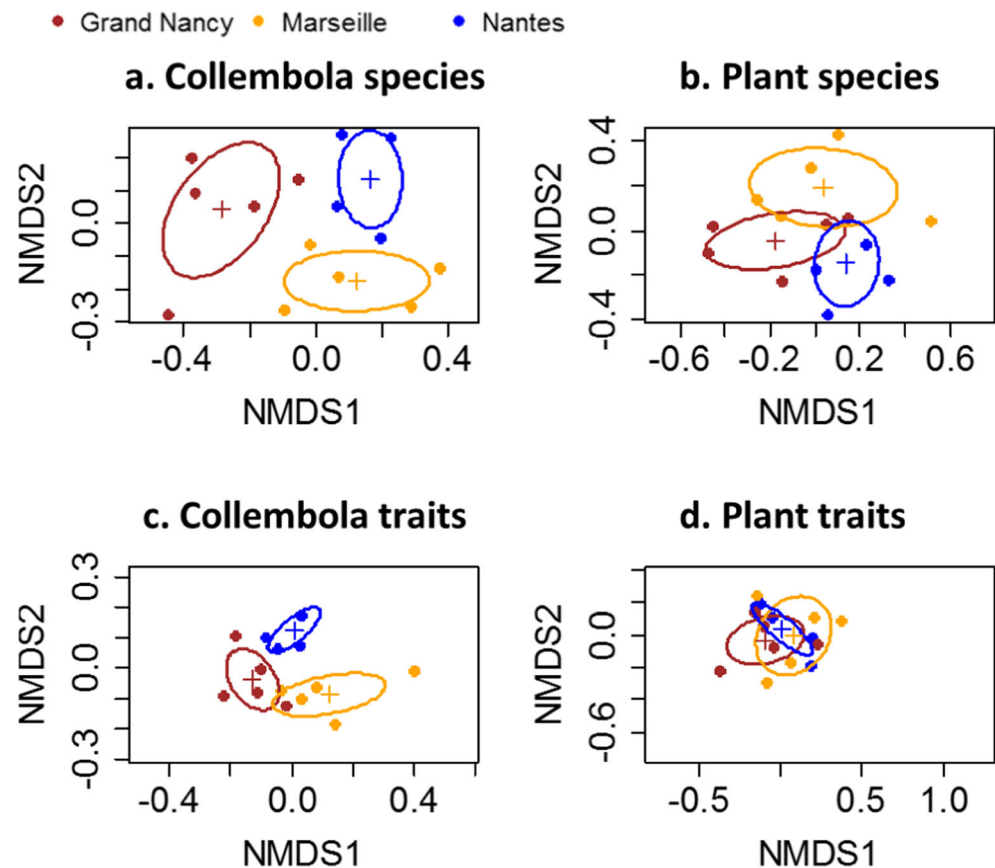 Grand Nancy Marseille Nantes
a. Collembola species b. Plant species
NMDS2 -0.3 0.0
-0.4 0.0 0.4
NMDS1
NMDS2 -0.4 0.0 0.4
-0.6 -0.2 0.2 0.6
NMDS1
c. Collembola traits d. Plant traits
NMDS2 -0.3 0.0 0.3
-0.4 0.0 0.4
NMDS1
NMDS2 -0.6 0.0
-0.5 0.5 1.0
NMDS1